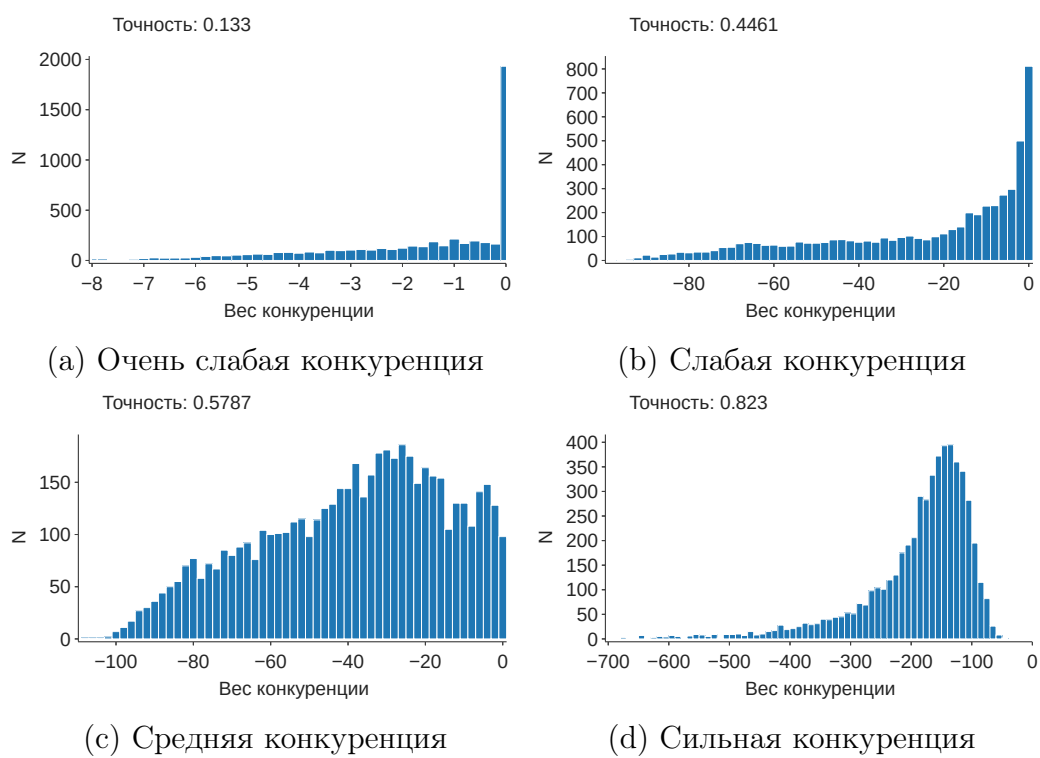 Точность: 0.133
2000
1500
1000
500
0
N
−8 −7 −6 −5 −4 −3 −2 −1 0
Вес конкуренции
(a) Очень слабая конкуренция
Точность: 0.4461
800
700
600
500
400
300
200
100
0
N
−80 −60 −40 −20 0
Вес конкуренции
(b) Слабая конкуренция
Точность: 0.5787
150
100
50
0
N
−100 −80 −60 −40 −20 0
Вес конкуренции
(c) Средняя конкуренция
Точность: 0.823
400
350
300
250
200
150
100
50
0
N
−700 −600 −500 −400 −300 −200 −100 0
Вес конкуренции
(d) Сильная конкуренция